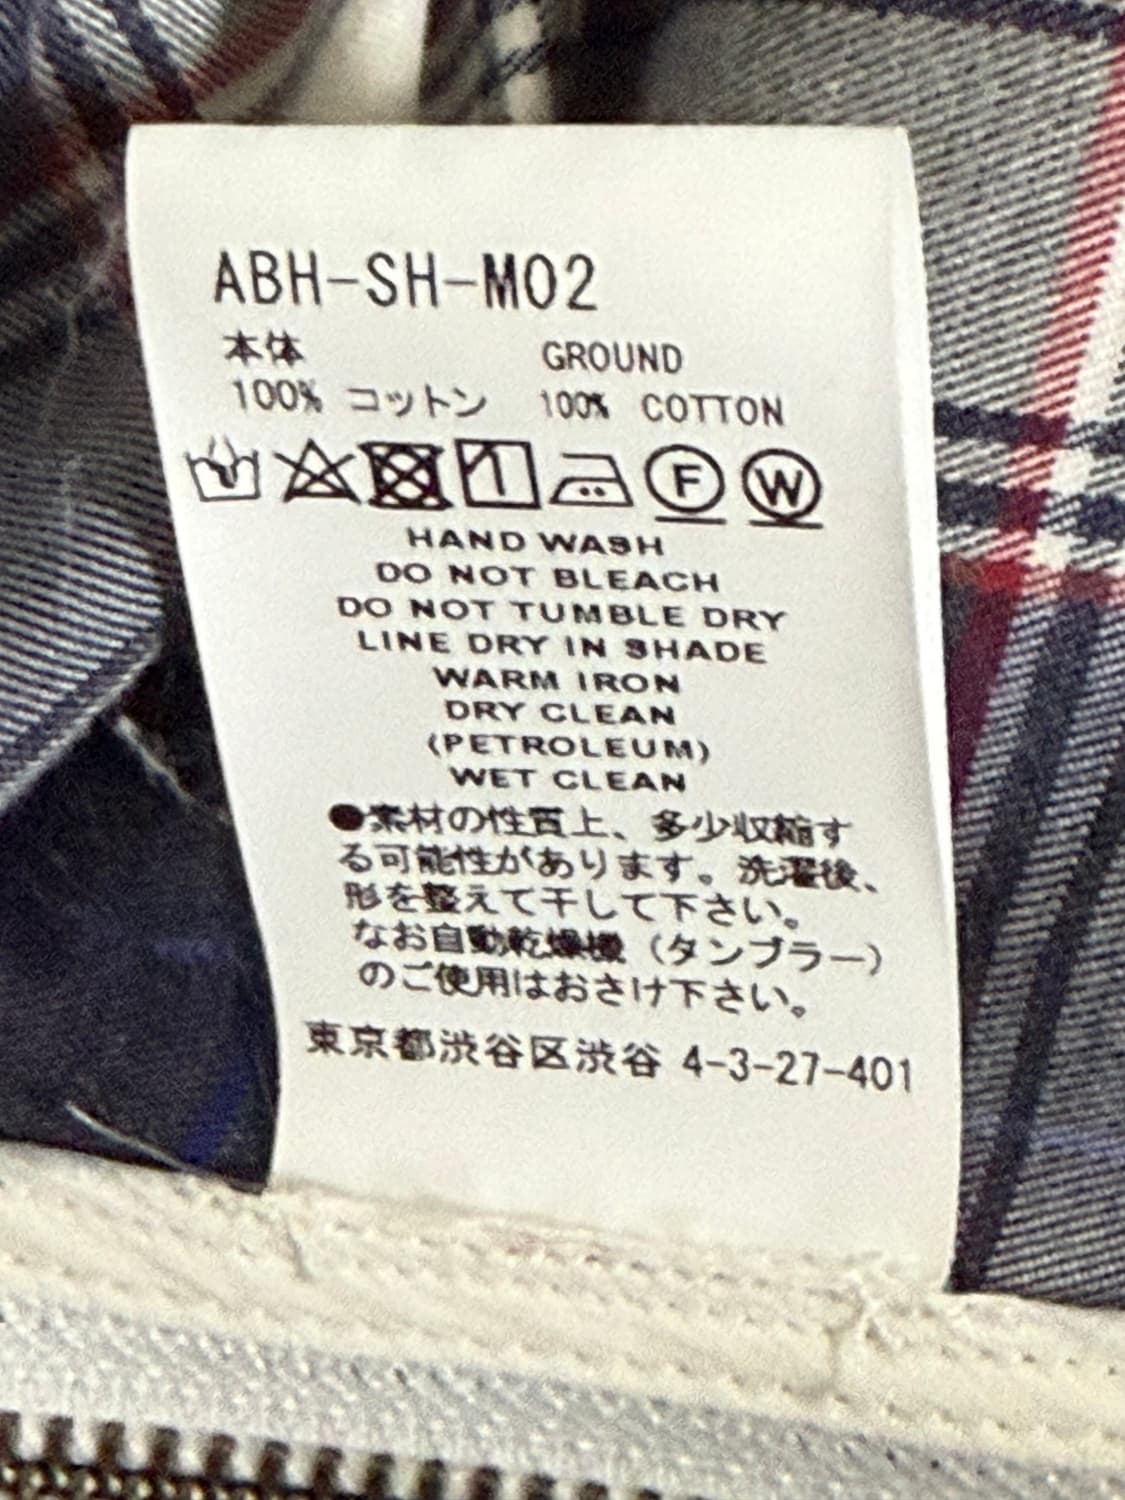 ABH-SH-M02
本体 GROUND
100% コットン 100% COTTON
F W
HAND WASH
DO NOT BLEACH
DO NOT TUMBLE DRY
LINE DRY IN SHADE
WARM IRON
DRY CLEAN
(PETROLEUM)
WET CLEAN
●素材の性質上、多少収縮す
る可能性があります。洗濯後、
形を整えて干して下さい。
なお自動乾燥機（タンブラー）
のご使用はおさけ下さい。
東京都渋谷区渋谷 4-3-27-401